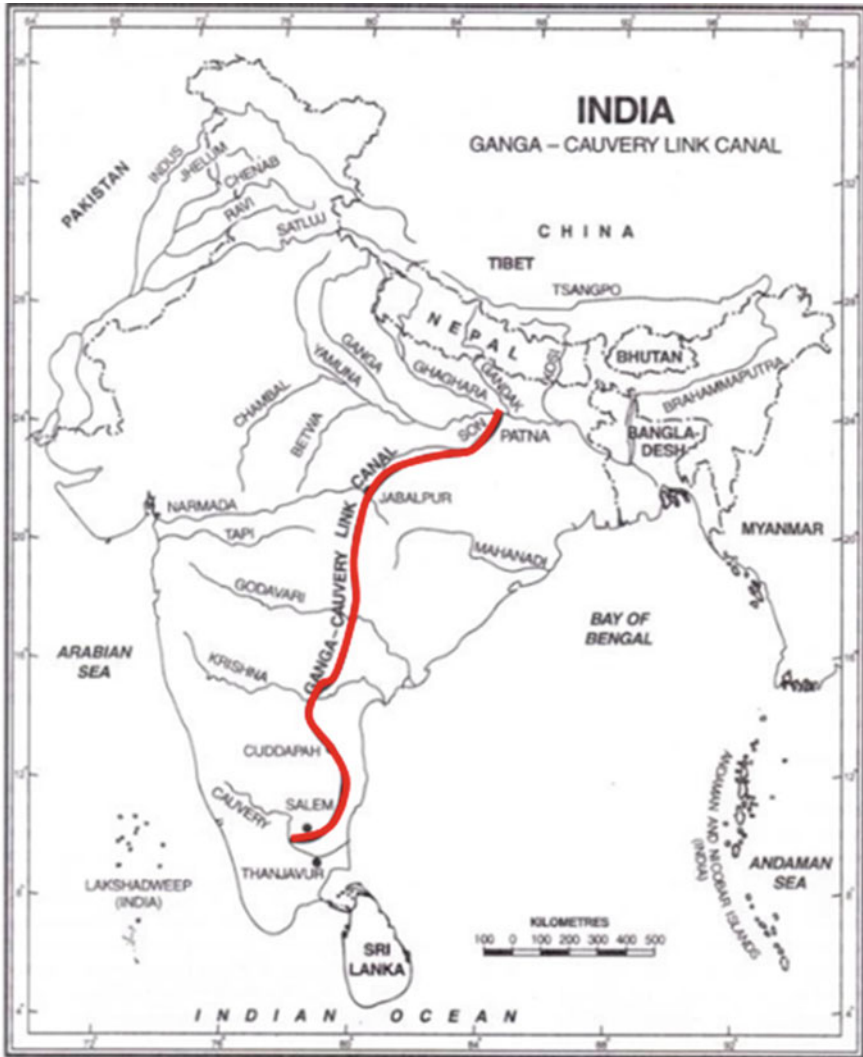 INDIA
GANGA – CAUVERY LINK CANAL
PAKISTAN
INDUS
JHELUM
CHENAB
RAVI
SATLUJ
CHINA
TIBET
TSANGPO
NEPAL
BHUTAN
BRAHAMMAPUTRA
BANGLA-
DESH
GANGA
YAMUNA
GHAGHARA
GANDAK
KOSI
CHAMBAL
BETWA
SON
PATNA
GANGA–CAUVERY LINK CANAL
JABALPUR
NARMADA
TAPI
MAHANADI
MYANMAR
GODAVARI
BAY OF
BENGAL
ARABIAN
SEA
KRISHNA
CUDDAPAH
CAUVERY
SALEM
THANJAVUR
LAKSHADWEEP
(INDIA)
ANDAMAN AND NICOBAR ISLANDS
(INDIA)
ANDAMAN
SEA
KILOMETRES
100 0 100 200 300 400 500
SRI
LANKA
INDIAN OCEAN